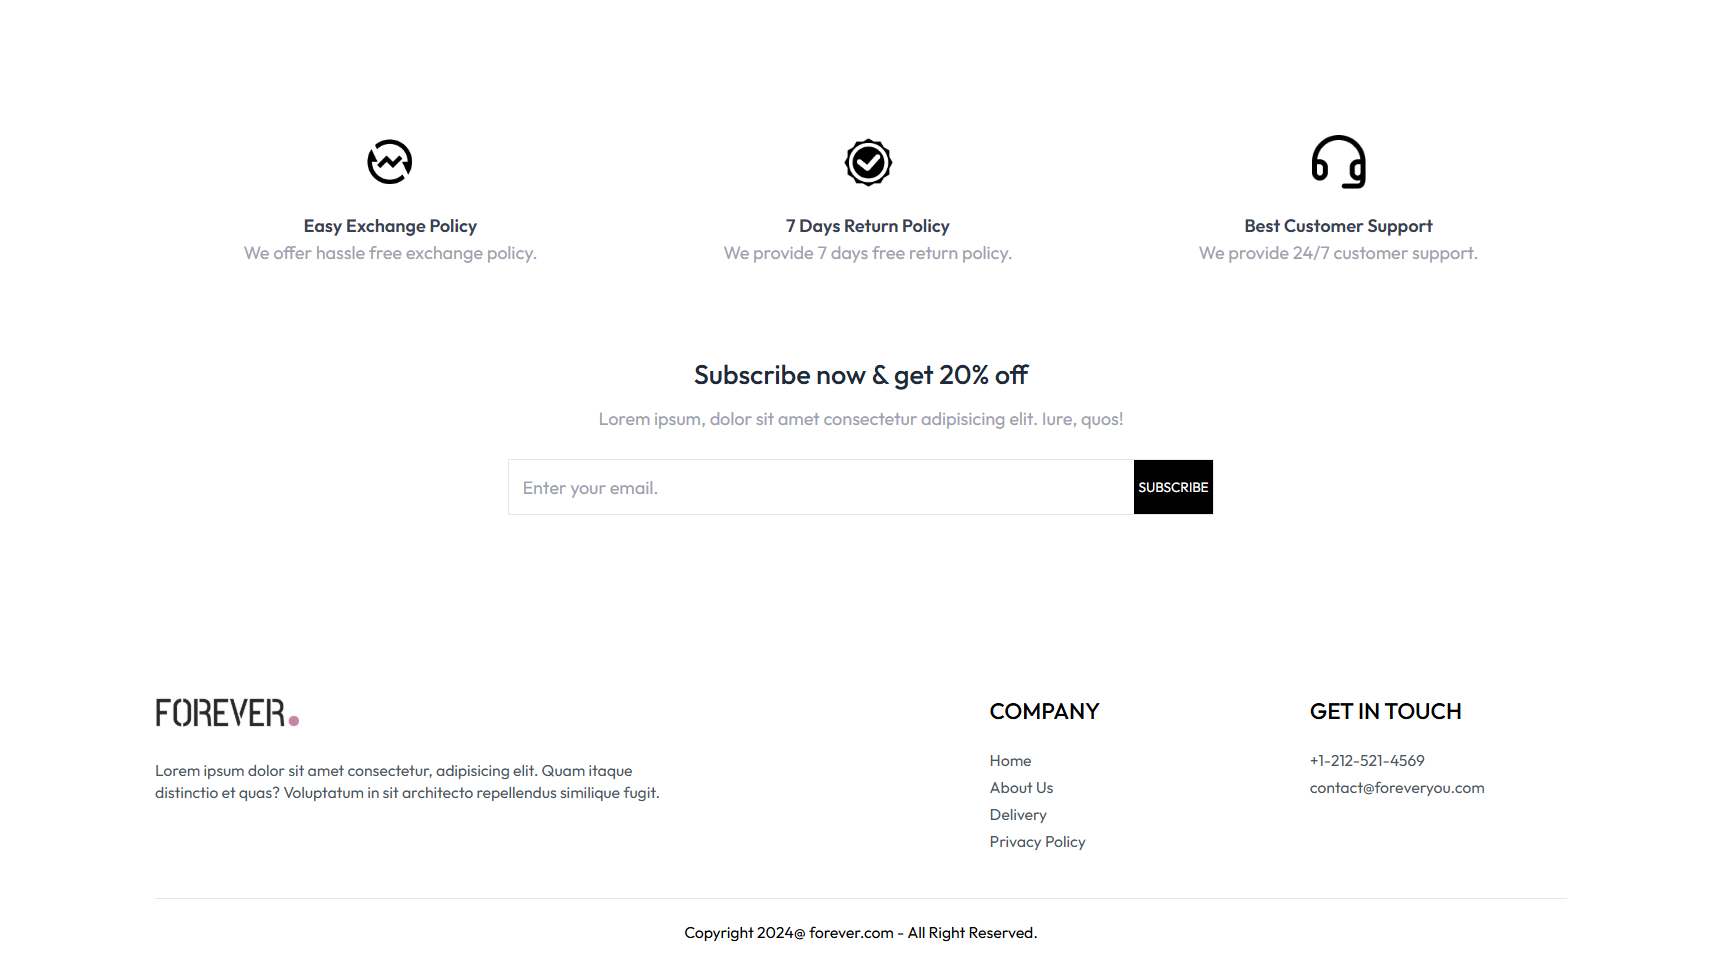 Easy Exchange Policy
We offer hassle free exchange policy.
7 Days Return Policy
We provide 7 days free return policy.
Best Customer Support
We provide 24/7 customer support.
Subscribe now & get 20% off
Lorem ipsum, dolor sit amet consectetur adipisicing elit. Iure, quos!
Enter your email.
SUBSCRIBE
FOREVER.
Lorem ipsum dolor sit amet consectetur, adipisicing elit. Quam itaque
distinctio et quas? Voluptatum in sit architecto repellendus similique fugit.
COMPANY
Home
About Us
Delivery
Privacy Policy
GET IN TOUCH
+1-212-521-4569
contact@foreveryou.com
Copyright 2024@ forever.com - All Right Reserved.